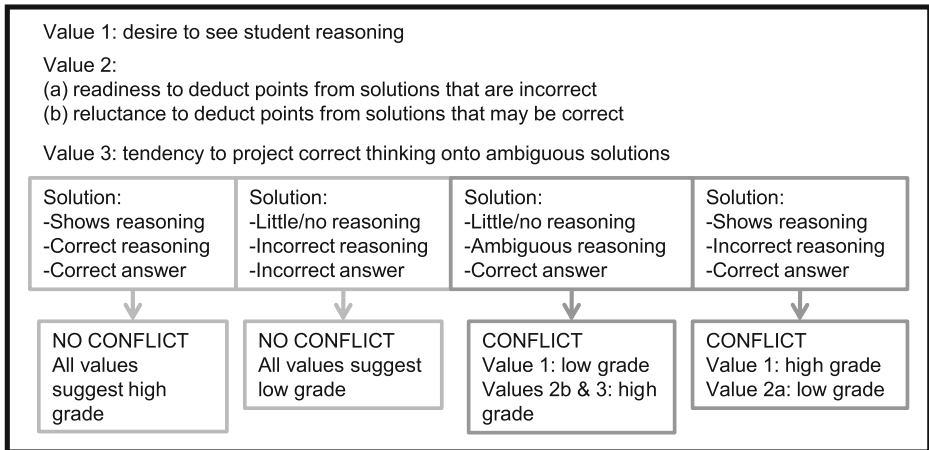 Value 1: desire to see student reasoning
Value 2:
(a) readiness to deduct points from solutions that are incorrect
(b) reluctance to deduct points from solutions that may be correct
Value 3: tendency to project correct thinking onto ambiguous solutions
Solution:
-Shows reasoning
-Correct reasoning
-Correct answer
Solution:
-Little/no reasoning
-Incorrect reasoning
-Incorrect answer
Solution:
-Little/no reasoning
-Ambiguous reasoning
-Correct answer
Solution:
-Shows reasoning
-Incorrect reasoning
-Correct answer
NO CONFLICT
All values
suggest high
grade
NO CONFLICT
All values suggest
low grade
CONFLICT
Value 1: low grade
Values 2b & 3: high
grade
CONFLICT
Value 1: high grade
Value 2a: low grade